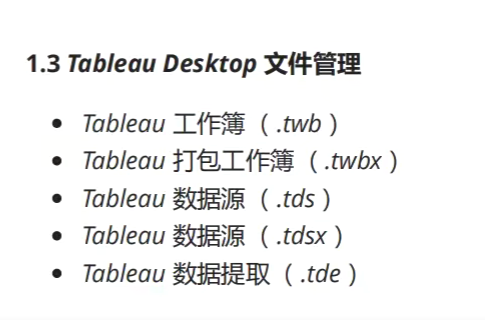 1.3 Tableau Desktop 文件管理
• Tableau 工作簿（.twb）
• Tableau 打包工作簿（.twbx）
• Tableau 数据源（.tds）
• Tableau 数据源（.tdsx）
• Tableau 数据提取（.tde）